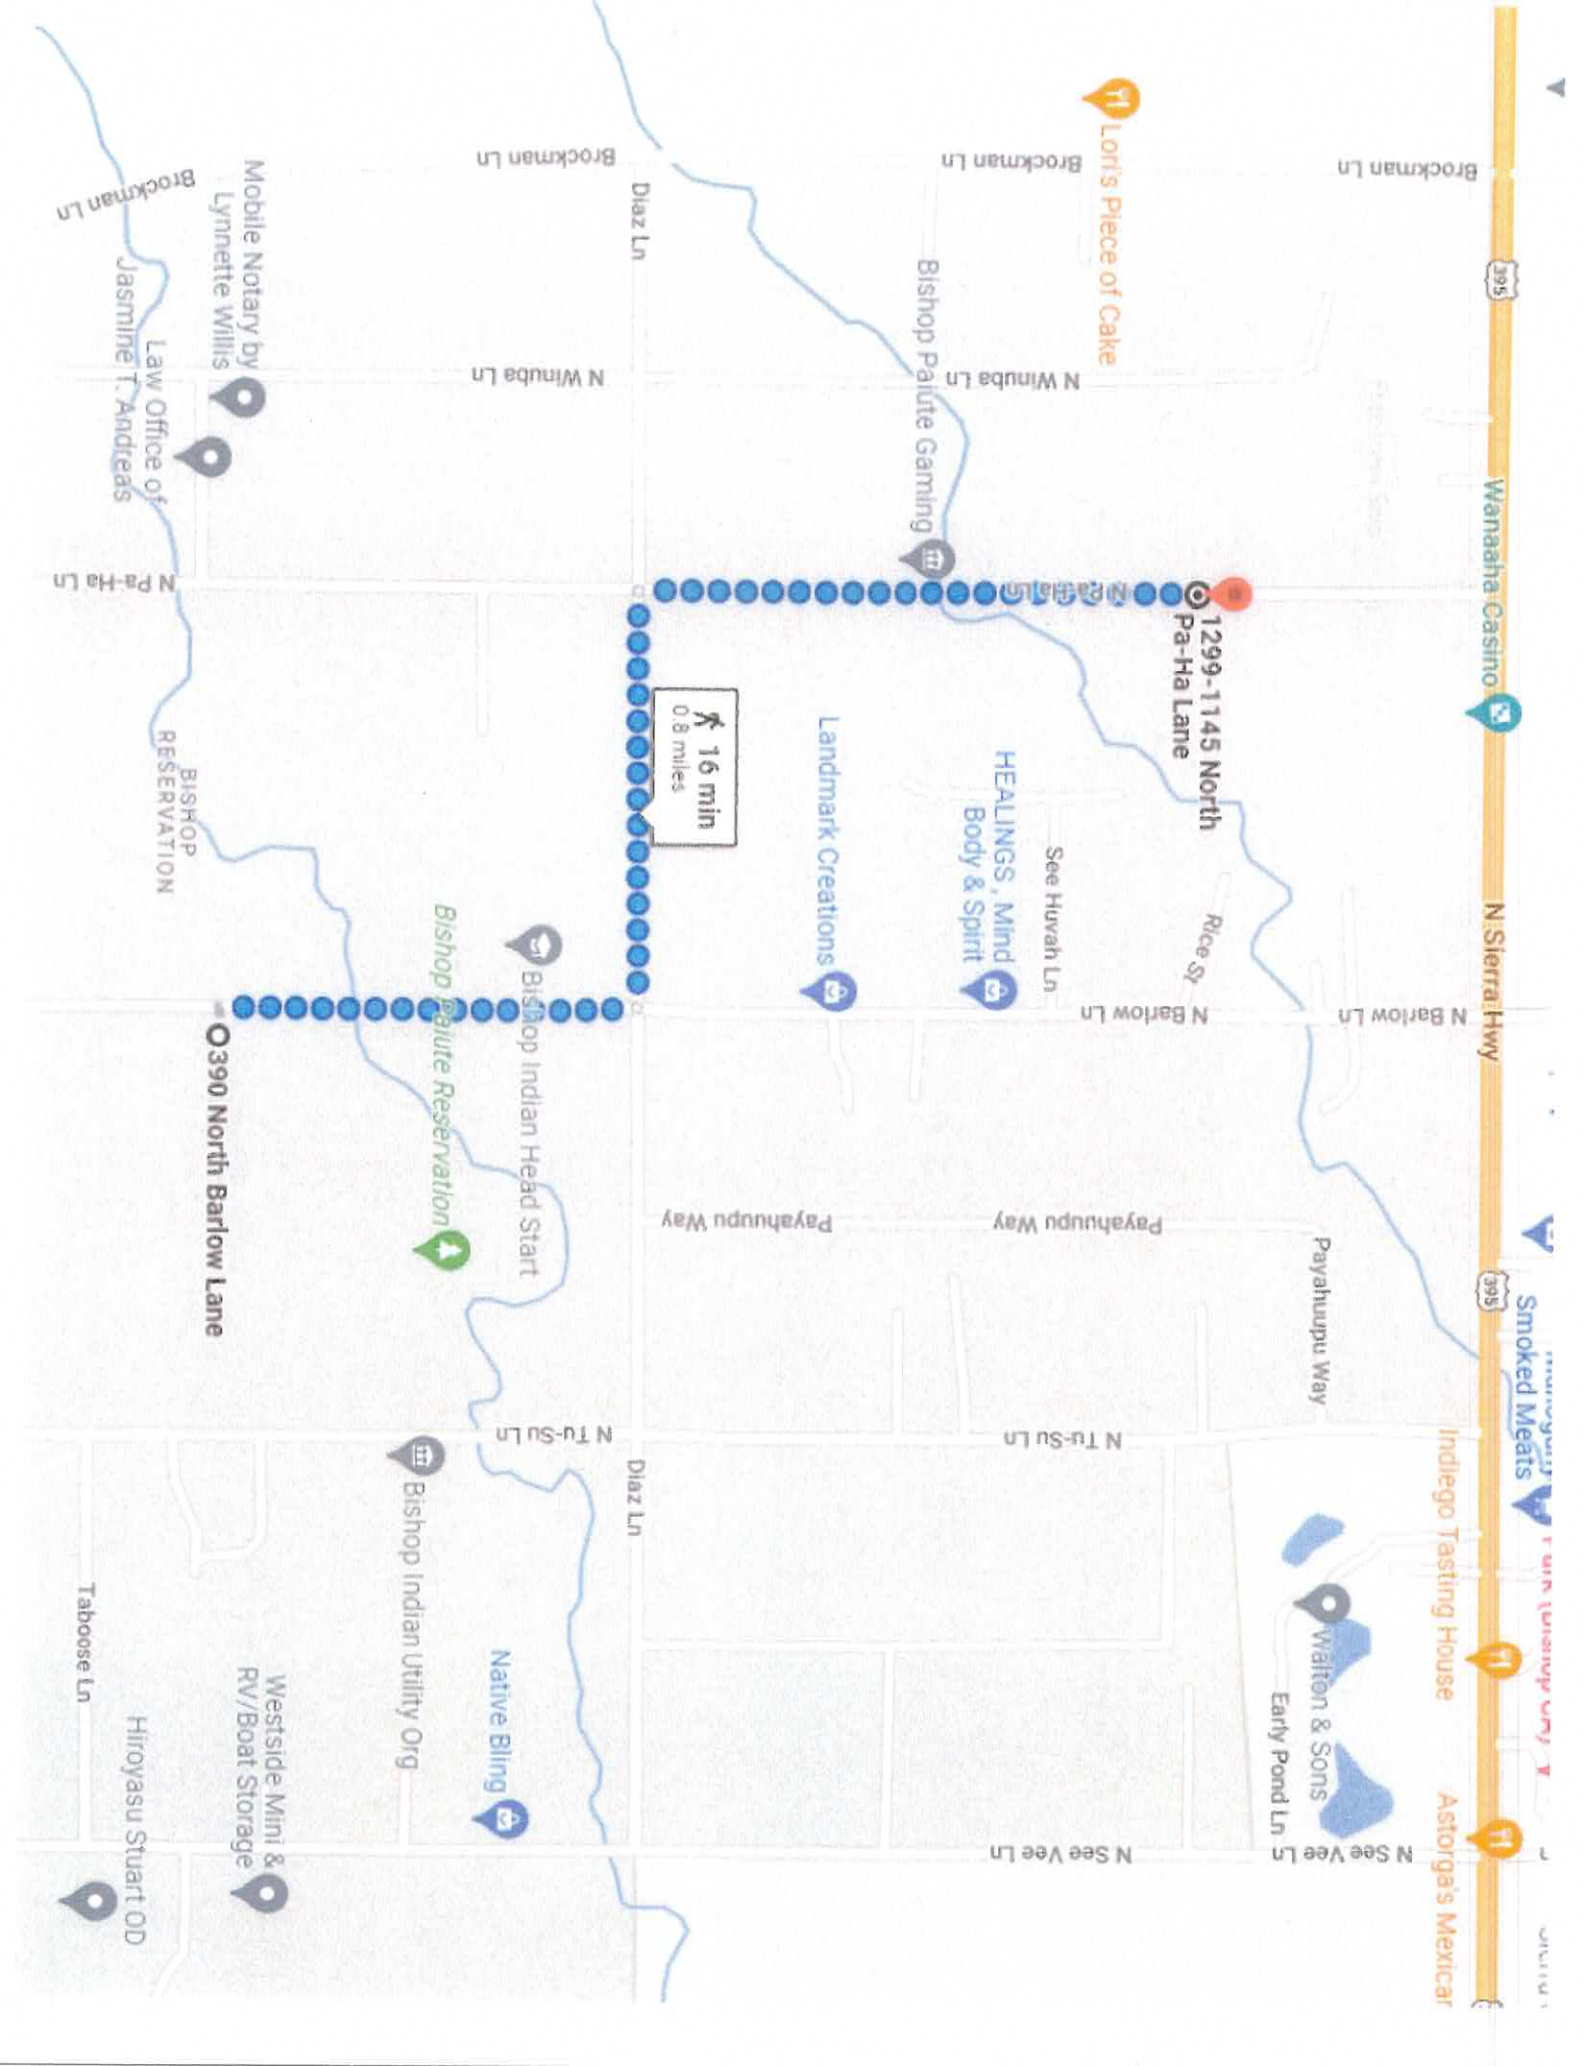 Wanaaha Casino
N Sierra Hwy
395
395
Smoked Meats
Indiego Tasting House
Astorga's Mexican
Brockman Ln
N Barlow Ln
Payahuupu Way
Walton & Sons
Early Pond Ln
N See Vee Ln
1299-1145 North
Pa-Ha Lane
Rice St
N Barlow Ln
Lori's Piece of Cake
Brockman Ln
N Winuba Ln
N Pa-Ha Ln
See Huvah Ln
HEALINGS, Mind
Body & Spirit
Payahuupu Way
N Tu-Su Ln
N See Vee Ln
Bishop Paiute Gaming
Landmark Creations
Payahuupu Way
16 min
0.8 miles
Diaz Ln
Diaz Ln
Brockman Ln
N Winuba Ln
N Tu-Su Ln
Bishop Indian Head Start
Native Bling
Bishop Paiute Reservation
Bishop Indian Utility Org
Mobile Notary by
Lynnette Willis
390 North Barlow Lane
Westside Mini &
RV/Boat Storage
Law Office of
Jasmine T. Andreas
BISHOP
RESERVATION
Brockman Ln
N Pa-Ha Ln
Hiroyasu Stuart OD
Taboose Ln